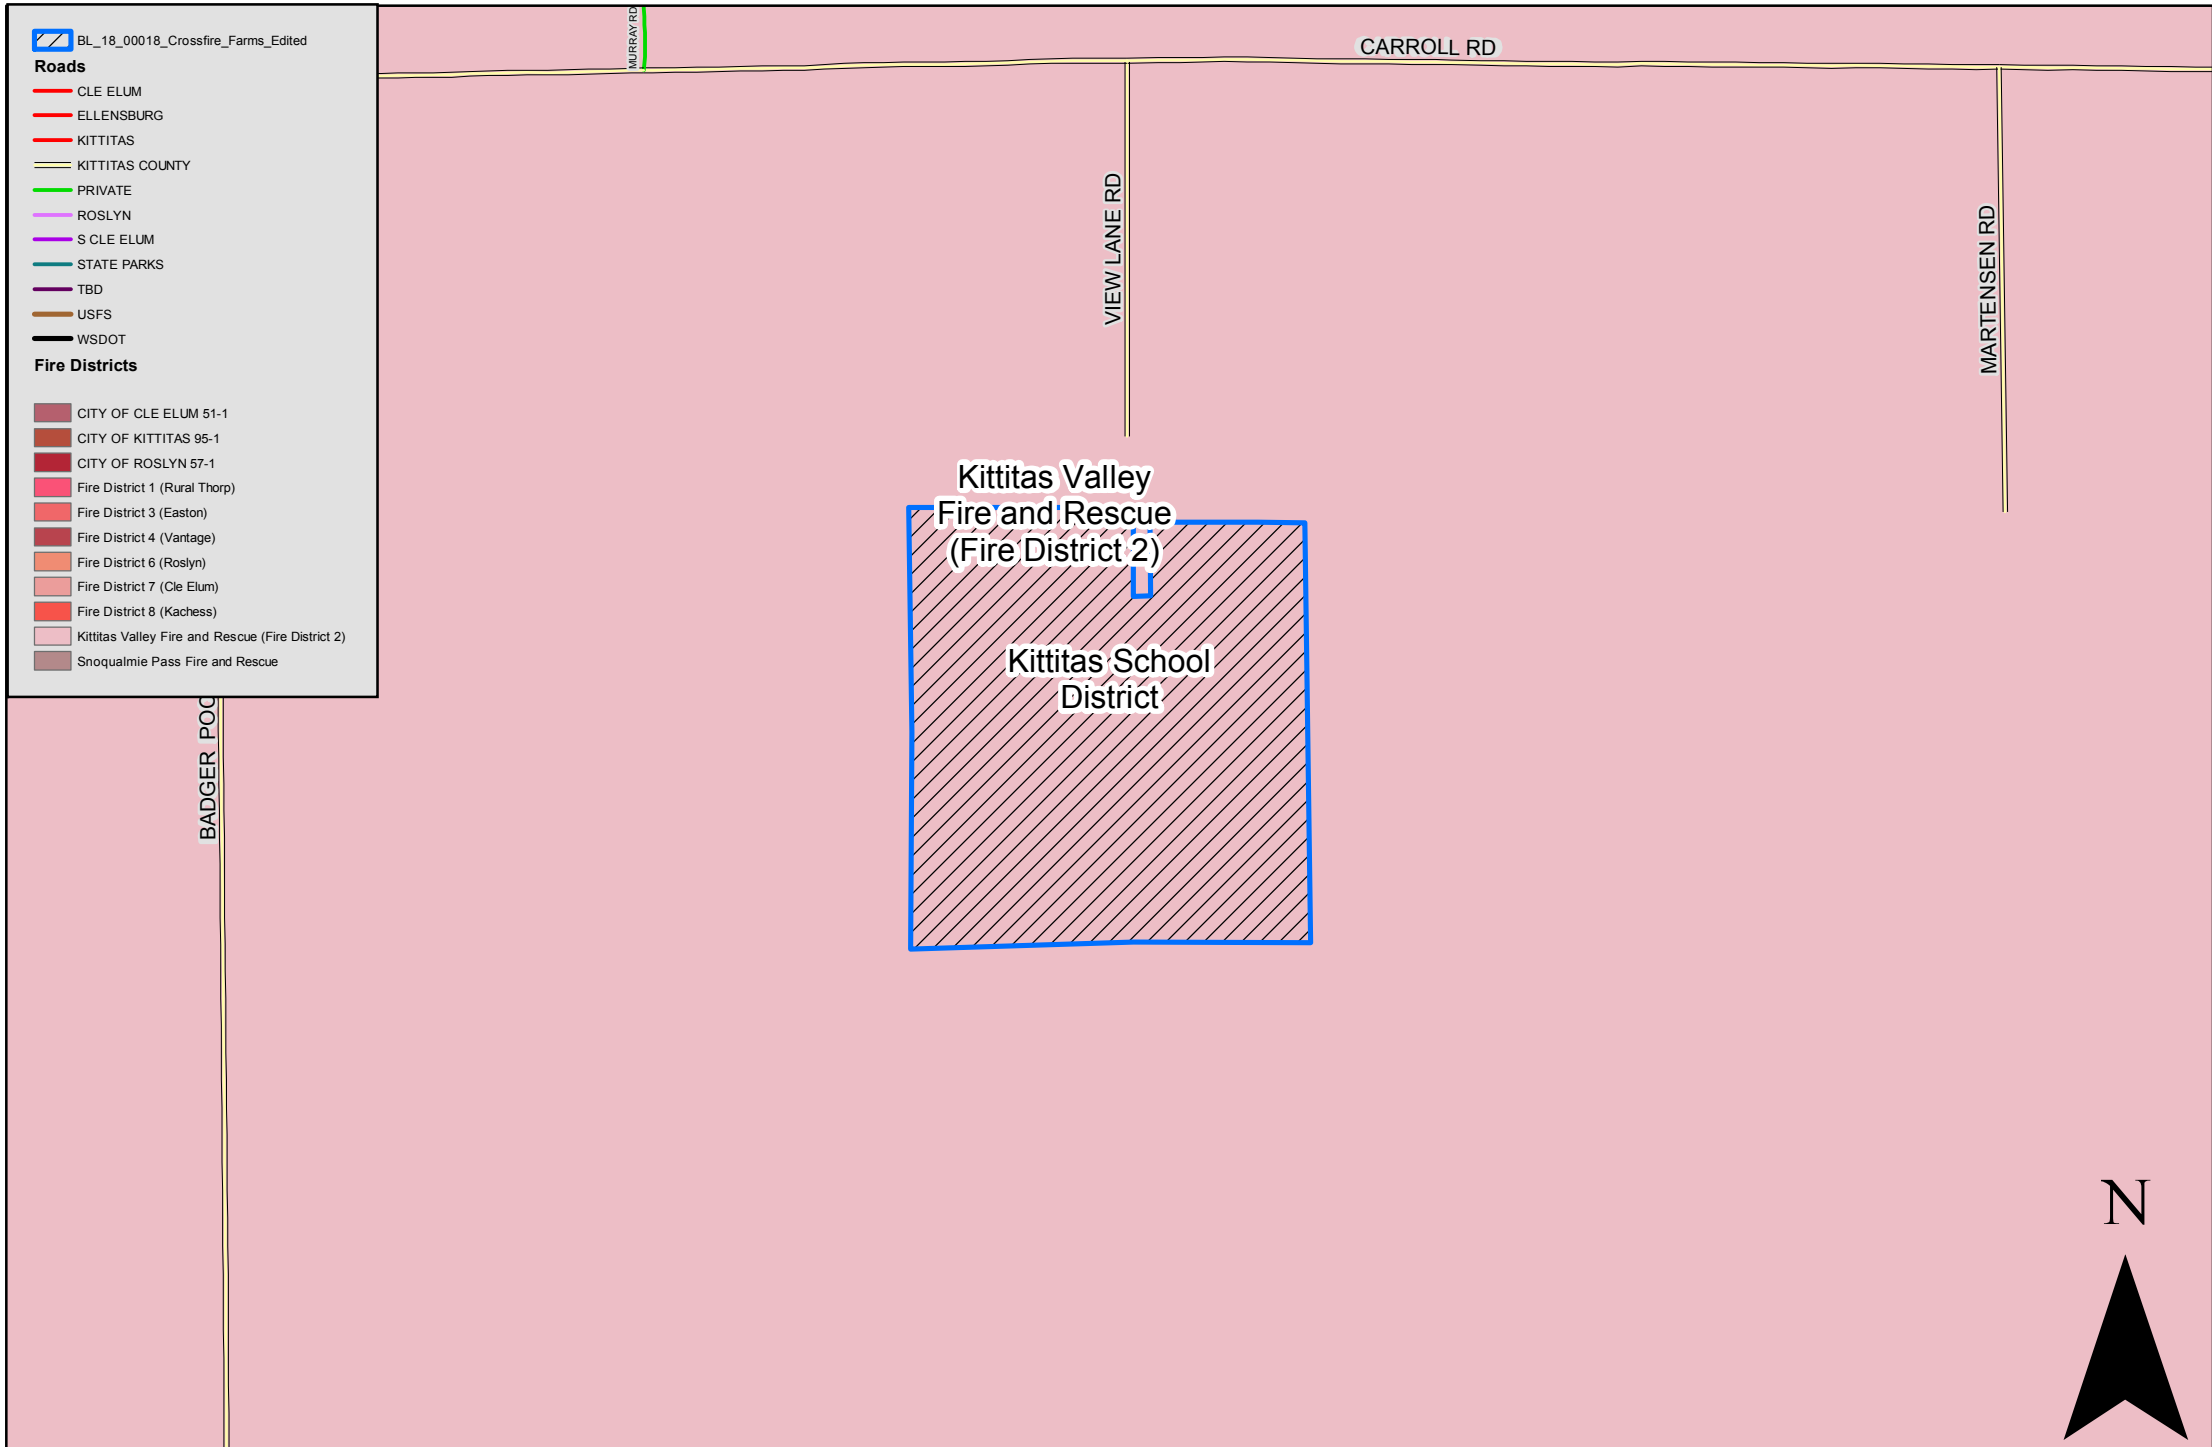 BL_18_00018_Crossfire_Farms_Edited
Roads
CLE ELUM
ELLENSBURG
KITTITAS
KITTITAS COUNTY
PRIVATE
ROSLYN
S CLE ELUM
STATE PARKS
TBD
USFS
WSDOT
Fire Districts
CITY OF CLE ELUM 51-1
CITY OF KITTITAS 95-1
CITY OF ROSLYN 57-1
Fire District 1 (Rural Thorp)
Fire District 3 (Easton)
Fire District 4 (Vantage)
Fire District 6 (Roslyn)
Fire District 7 (Cle Elum)
Fire District 8 (Kachess)
Kittitas Valley Fire and Rescue (Fire District 2)
Snoqualmie Pass Fire and Rescue
MURRAY RD
CARROLL RD
VIEW LANE RD
MARTENSEN RD
Kittitas Valley
Fire and Rescue
(Fire District 2)
Kittitas School
District
BADGER POC
N